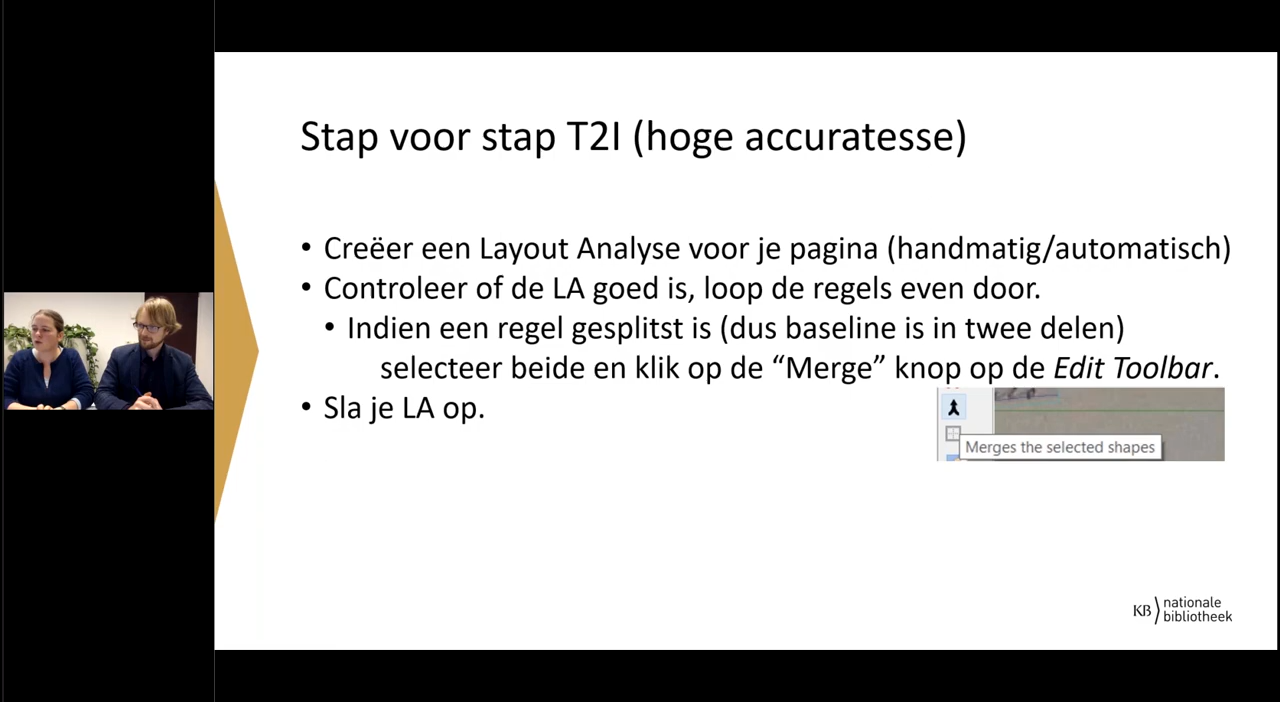 Stap voor stap T2I (hoge accuratesse)
• Creëer een Layout Analyse voor je pagina (handmatig/automatisch)
• Controleer of de LA goed is, loop de regels even door.
• Indien een regel gesplitst is (dus baseline is in twee delen)
selecteer beide en klik op de “Merge” knop op de Edit Toolbar.
• Sla je LA op.
Merges the selected shapes
KB nationale
bibliotheek